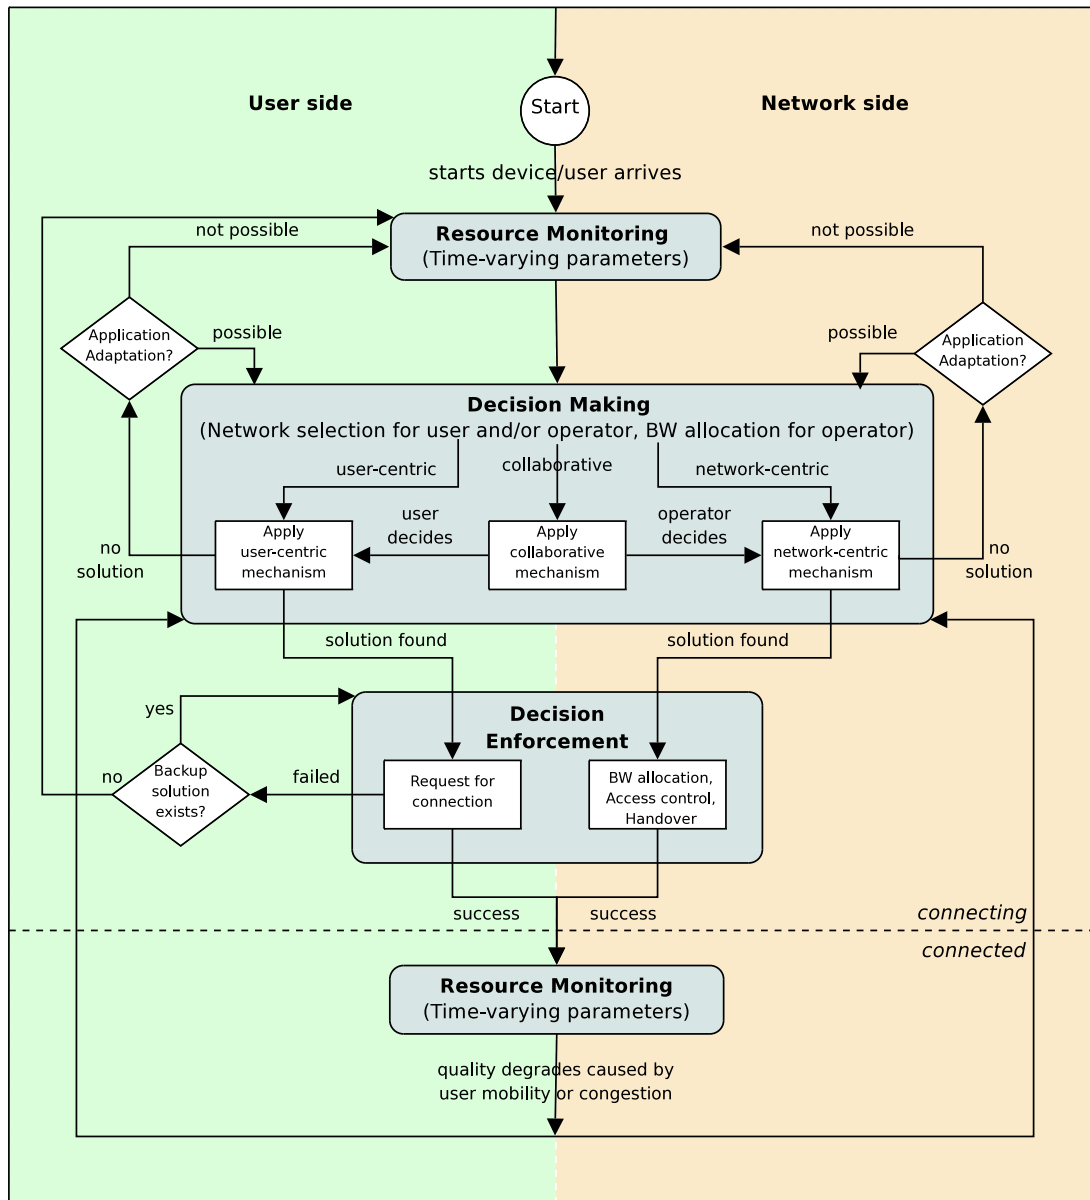 User side
Start
Network side
starts device/user arrives
Resource Monitoring
(Time-varying parameters)
not possible
not possible
Application
Adaptation?
possible
possible
Application
Adaptation?
Decision Making
(Network selection for user and/or operator, BW allocation for operator)
user-centric
collaborative
network-centric
no
solution
Apply
user-centric
mechanism
user
decides
Apply
collaborative
mechanism
operator
decides
Apply
network-centric
mechanism
no
solution
solution found
solution found
yes
Decision
Enforcement
no
Backup
solution
exists?
failed
Request for
connection
BW allocation,
Access control,
Handover
success
success
connecting
connected
Resource Monitoring
(Time-varying parameters)
quality degrades caused by
user mobility or congestion